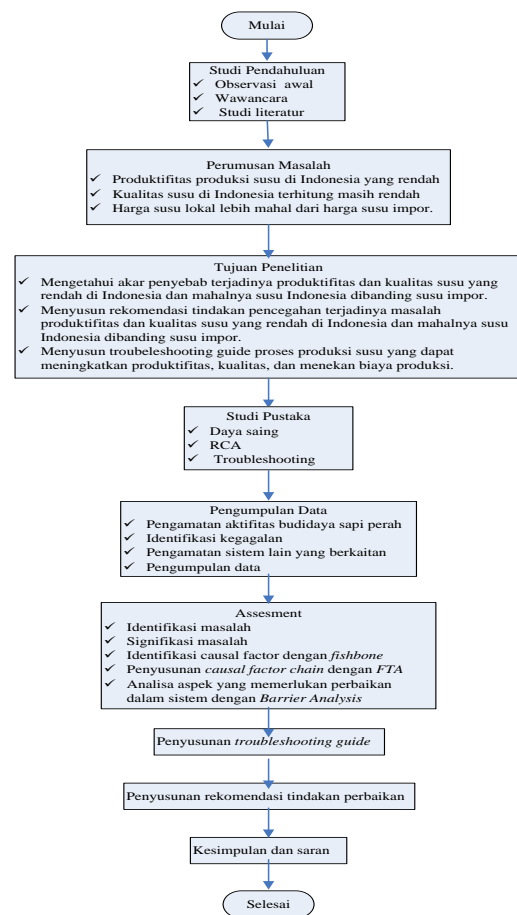 Mulai
Studi Pendahuluan
✓ Observasi awal
✓ Wawancara
✓ Studi literatur
Perumusan Masalah
✓ Produktifitas produksi susu di Indonesia yang rendah
✓ Kualitas susu di Indonesia terhitung masih rendah
✓ Harga susu lokal lebih mahal dari harga susu impor.
Tujuan Penelitian
✓ Mengetahui akar penyebab terjadinya produktifitas dan kualitas susu yang
rendah di Indonesia dan mahalnya susu Indonesia dibanding susu impor.
✓ Menyusun rekomendasi tindakan pencegahan terjadinya masalah
produktifitas dan kualitas susu yang rendah di Indonesia dan mahalnya susu
Indonesia dibanding susu impor.
✓ Menyusun troubeleshooting guide proses produksi susu yang dapat
meningkatkan produktifitas, kualitas, dan menekan biaya produksi.
Studi Pustaka
✓ Daya saing
✓ RCA
✓ Troubleshooting
Pengumpulan Data
✓ Pengamatan aktifitas budidaya sapi perah
✓ Identifikasi kegagalan
✓ Pengamatan sistem lain yang berkaitan
✓ Pengumpulan data
Assesment
✓ Identifikasi masalah
✓ Signifikasi masalah
✓ Identifikasi causal factor dengan fishbone
✓ Penyusunan causal factor chain dengan FTA
✓ Analisa aspek yang memerlukan perbaikan
dalam sistem dengan Barrier Analysis
Penyusunan troubleshooting guide
Penyusunan rekomendasi tindakan perbaikan
Kesimpulan dan saran
Selesai